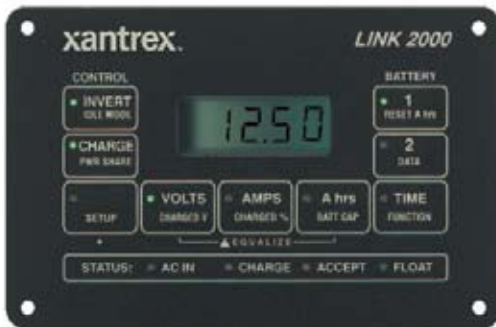 xantrex.
LINK 2000
CONTROL
BATTERY
INVERT
IDLE MODE
12.50
1
RESET A hrs
CHARGE
PWR SHARE
2
DATA
SETUP
VOLTS
CHARGED V
AMPS
CHARGED %
A hrs
BATT CAP
TIME
FUNCTION
EQUALIZE
STATUS: AC IN CHARGE ACCEPT FLOAT